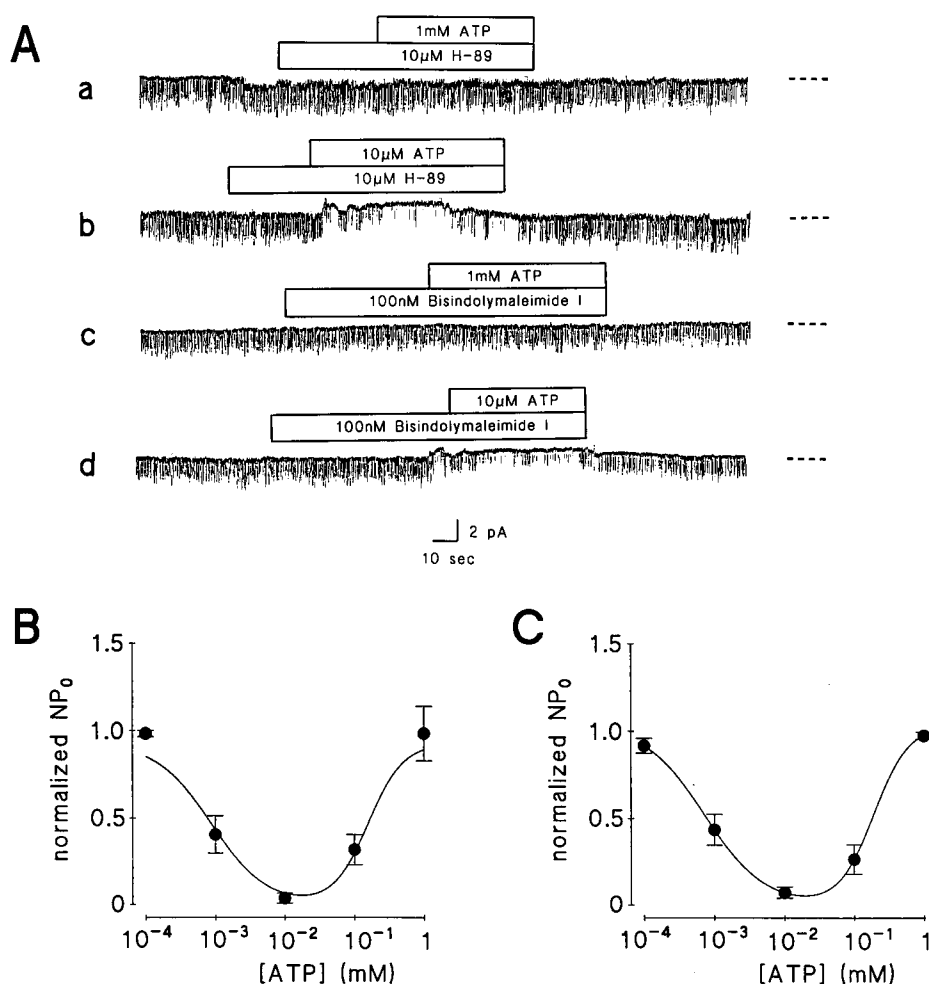 A
1mM ATP
10μM H-89
a
10μM ATP
10μM H-89
b
1mM ATP
100nM Bisindolymaleimide I
c
10μM ATP
100nM Bisindolymaleimide I
d
2 pA
10 sec
B
1.5
1.0
0.5
0
normalized NP₀
10⁻⁴ 10⁻³ 10⁻² 10⁻¹ 1
[ATP] (mM)
C
1.5
1.0
0.5
0
normalized NP₀
10⁻⁴ 10⁻³ 10⁻² 10⁻¹ 1
[ATP] (mM)